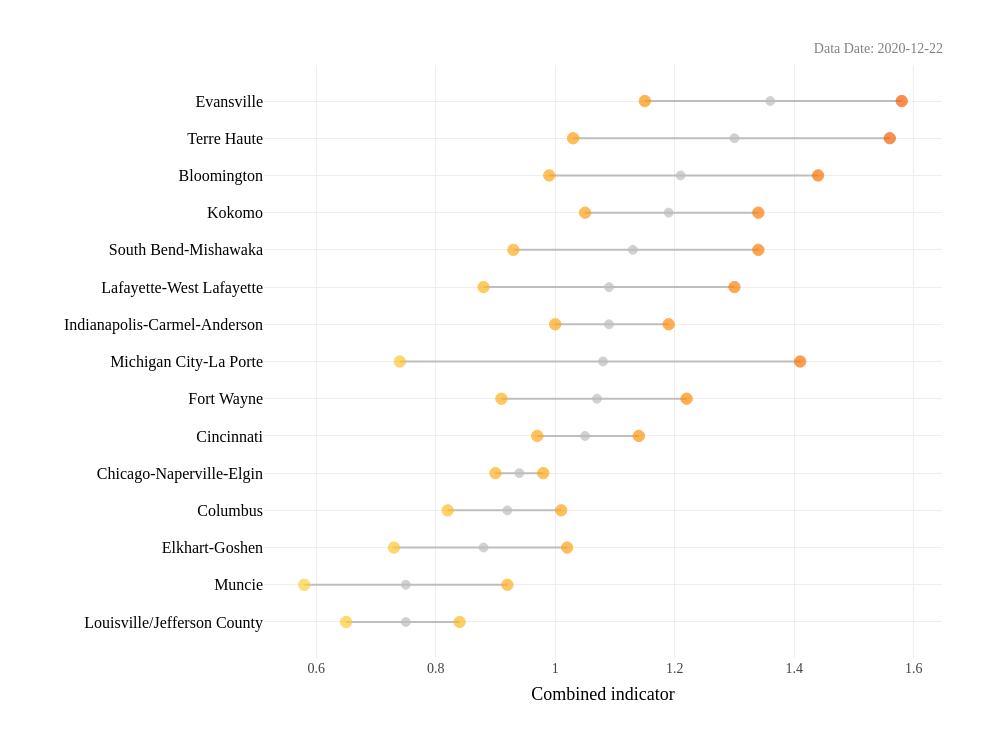 Data Date: 2020-12-22
Evansville
Terre Haute
Bloomington
Kokomo
South Bend-Mishawaka
Lafayette-West Lafayette
Indianapolis-Carmel-Anderson
Michigan City-La Porte
Fort Wayne
Cincinnati
Chicago-Naperville-Elgin
Columbus
Elkhart-Goshen
Muncie
Louisville/Jefferson County
0.6 0.8 1 1.2 1.4 1.6
Combined indicator